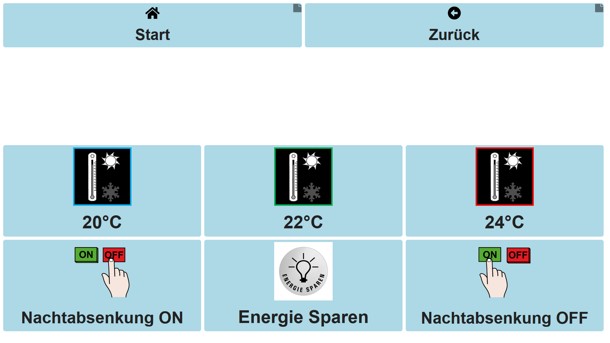 Start
Zurück
20°C
22°C
24°C
ON OFF
Nachtabsenkung ON
ENERGIE SPAREN
Energie Sparen
ON OFF
Nachtabsenkung OFF